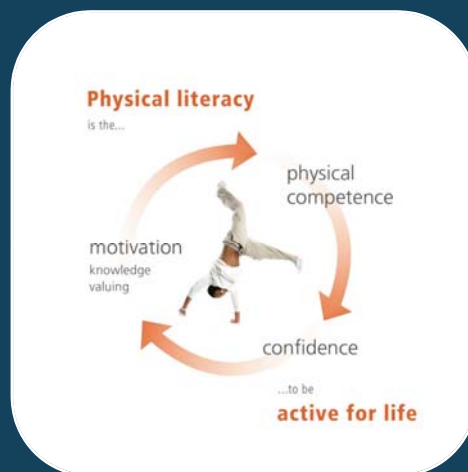 Physical literacy
is the...
physical
competence
motivation
knowledge
valuing
confidence
...to be
active for life